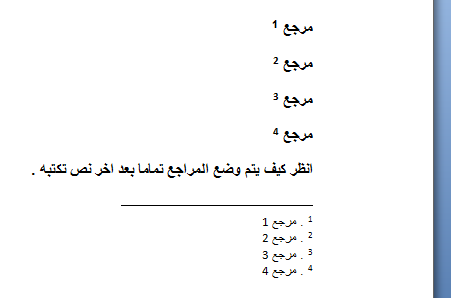 مرجع 1
مرجع 2
مرجع 3
مرجع 4
انظر كيف يتم وضع المراجع تماما بعد اخر نص تكتبه .
1 . مرجع 1
2 . مرجع 2
3 . مرجع 3
4 . مرجع 4